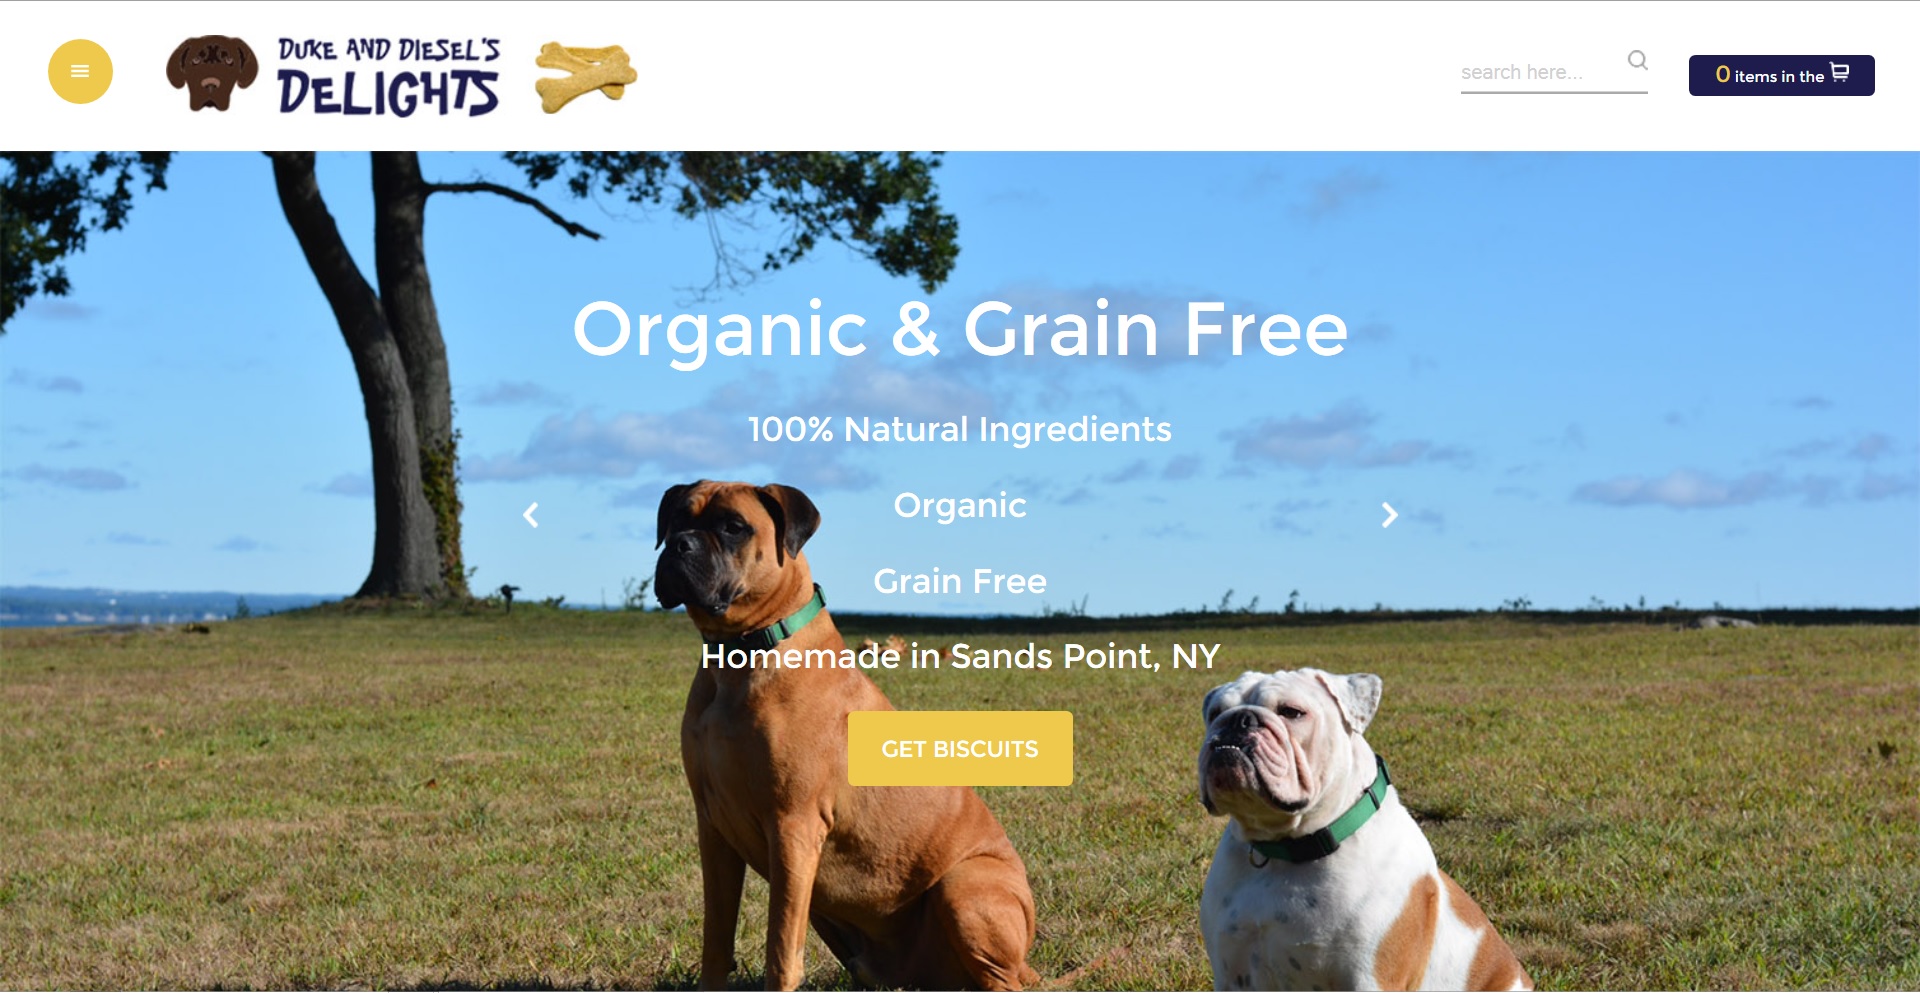 DUKE AND DIESEL'S
DELIGHTS
search here...
0 items in the
Organic & Grain Free
100% Natural Ingredients
Organic
Grain Free
Homemade in Sands Point, NY
GET BISCUITS